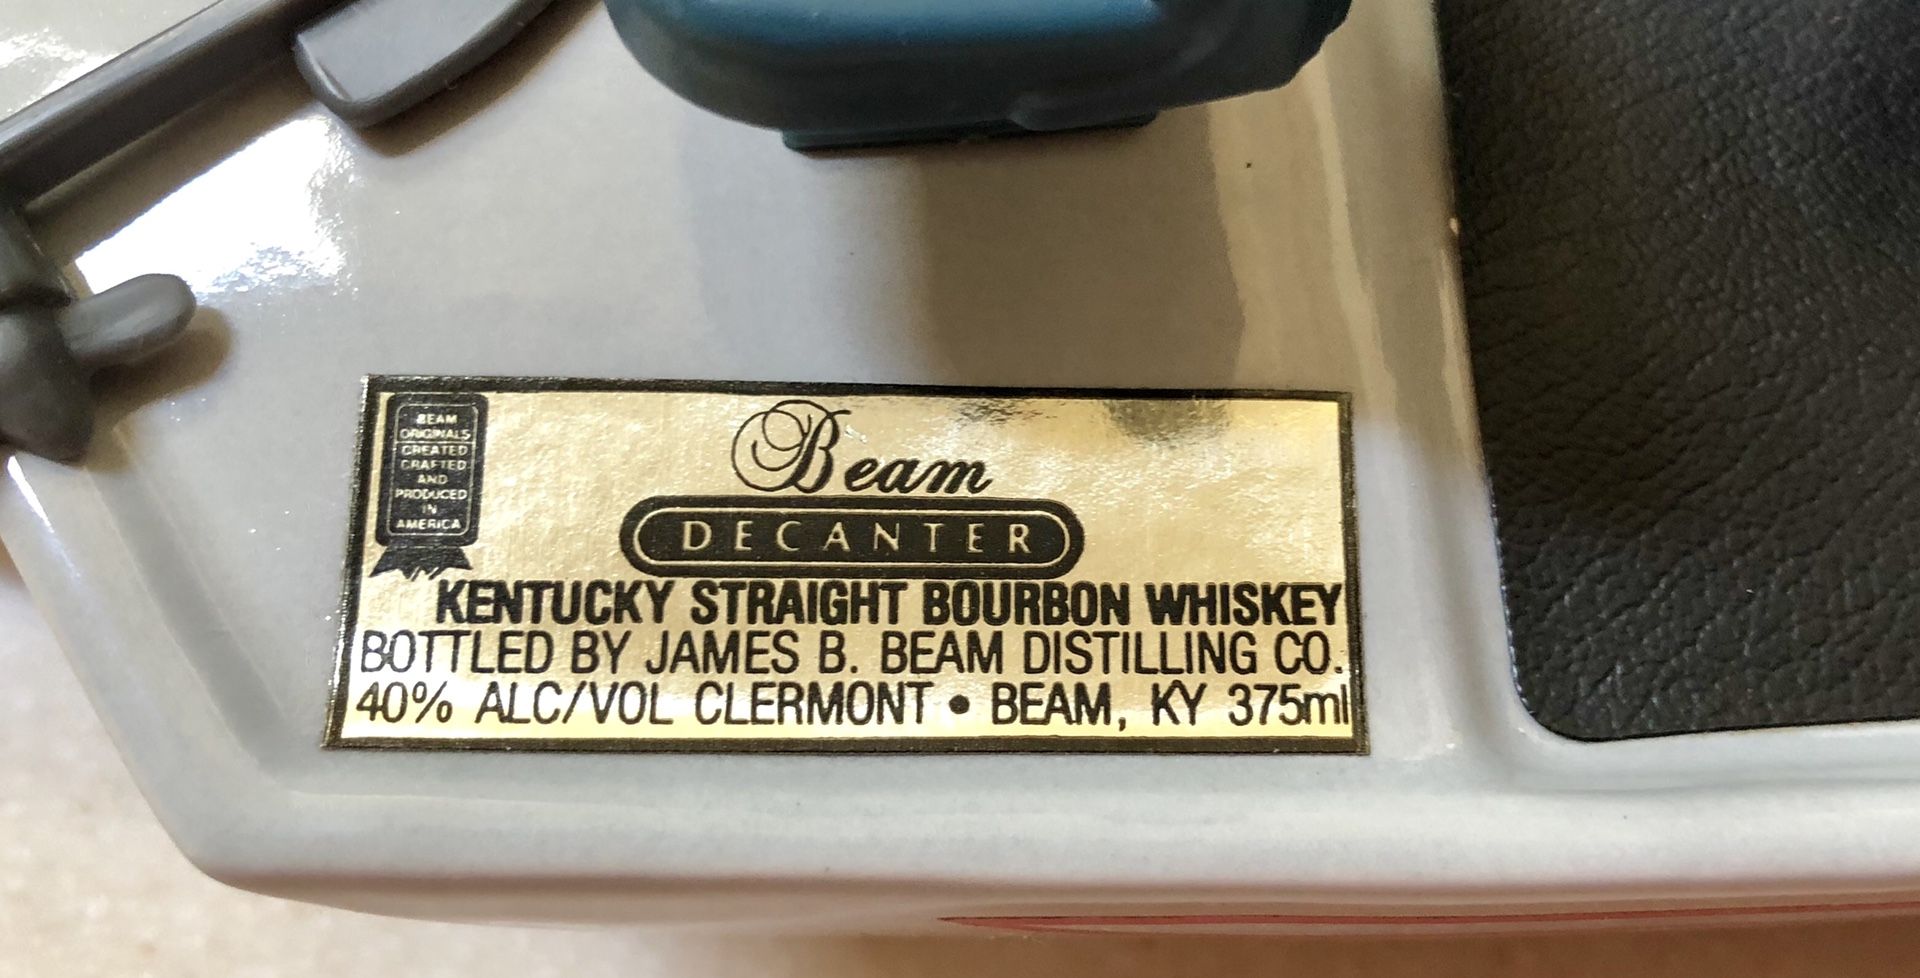 BEAM
ORIGINALS
CREATED
CRAFTED
AND
PRODUCED
IN
AMERICA
Beam
DECANTER
KENTUCKY STRAIGHT BOURBON WHISKEY
BOTTLED BY JAMES B. BEAM DISTILLING CO.
40% ALC/VOL CLERMONT • BEAM, KY 375ml